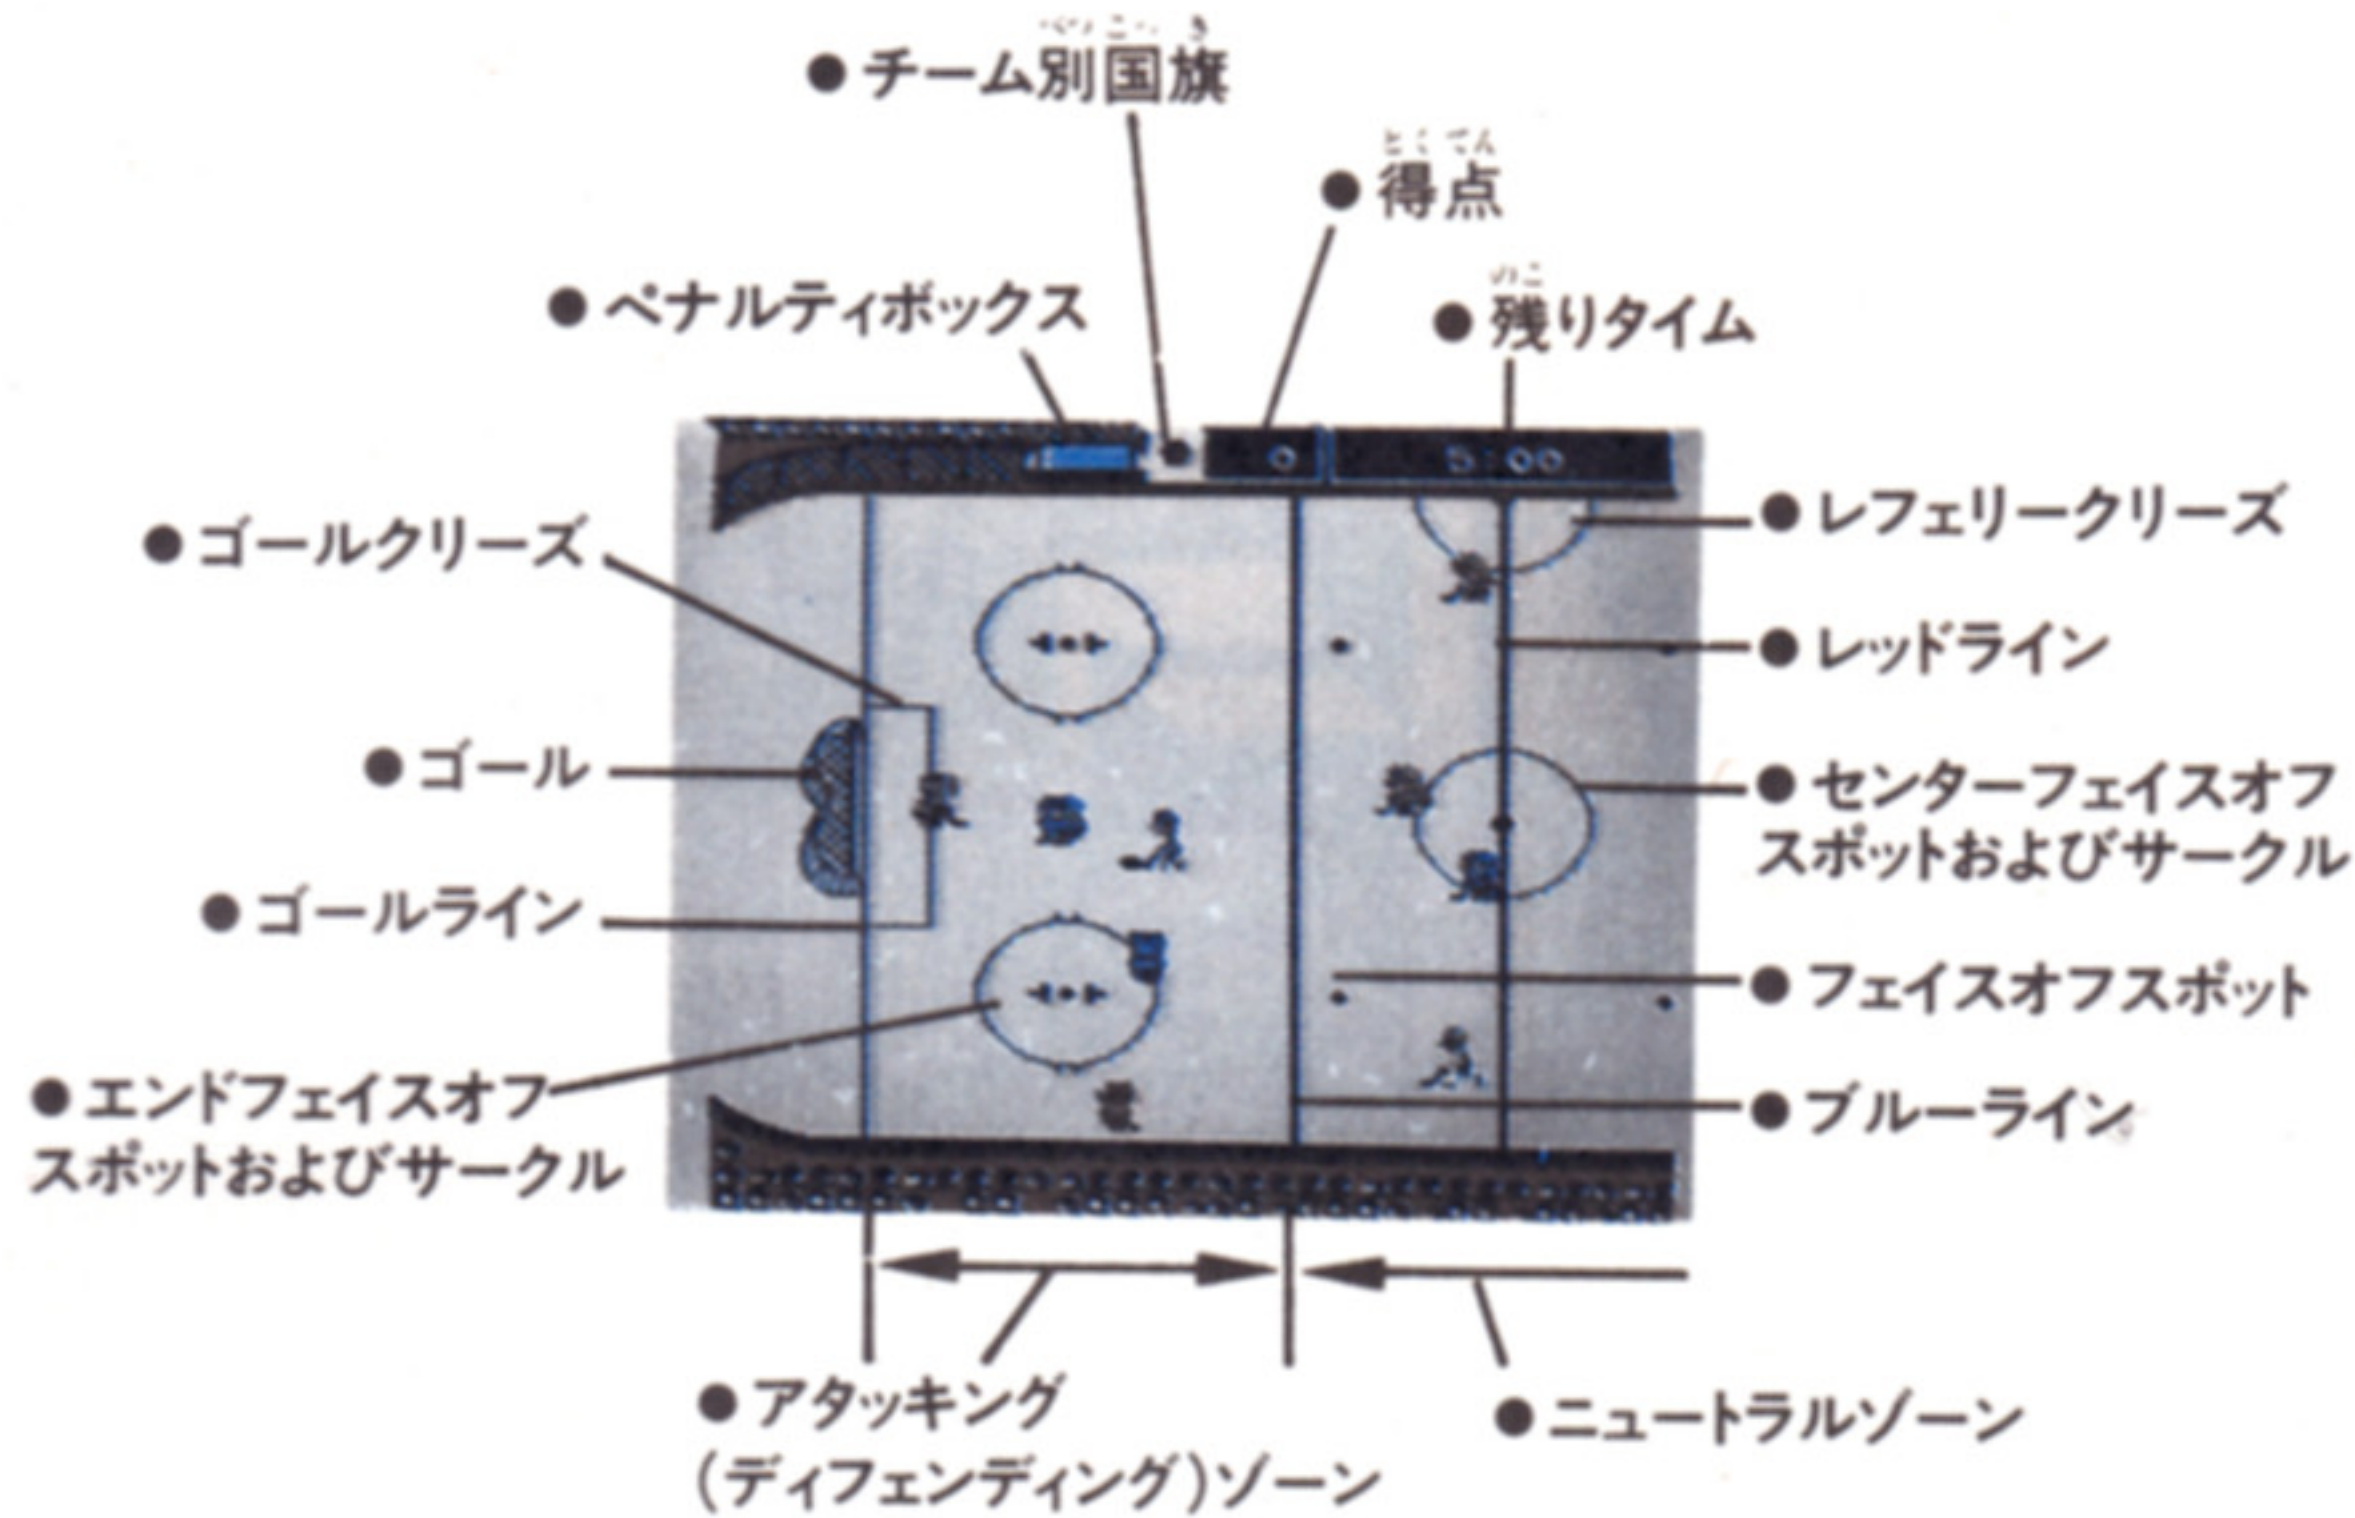 ●チーム別国旗
●得点
●ペナルティボックス
●残りタイム
0
5:00
●ゴールクリーズ
●レフェリークリーズ
●レッドライン
●ゴール
●センターフェイスオフ
スポットおよびサークル
●ゴールライン
●フェイスオフスポット
●エンドフェイスオフ
スポットおよびサークル
●ブルーライン
●アタッキング
(ディフェンディング)ゾーン
●ニュートラルゾーン